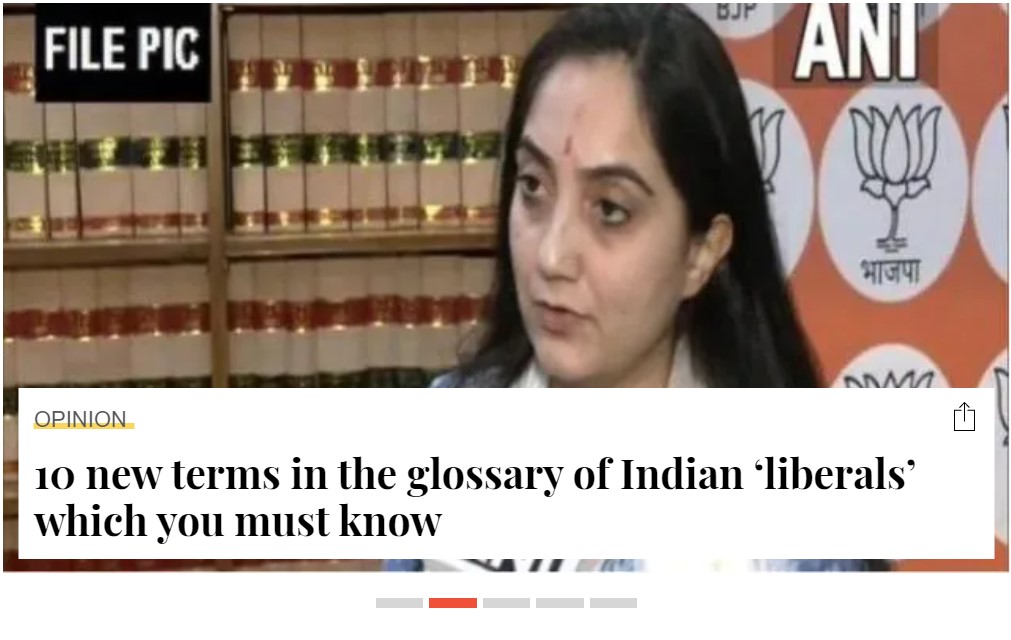 FILE PIC
BJP
ANI
भाजपा
OPINION
10 new terms in the glossary of Indian ‘liberals’
which you must know